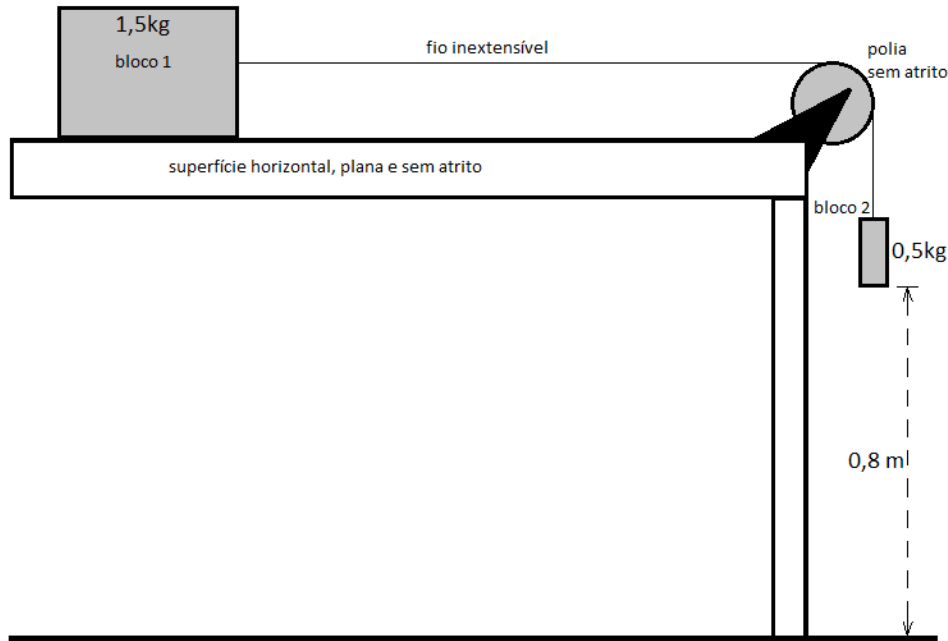 1,5kg
bloco 1
fio inextensível
polia
sem atrito
superfície horizontal, plana e sem atrito
bloco 2
0,5kg
0,8 m